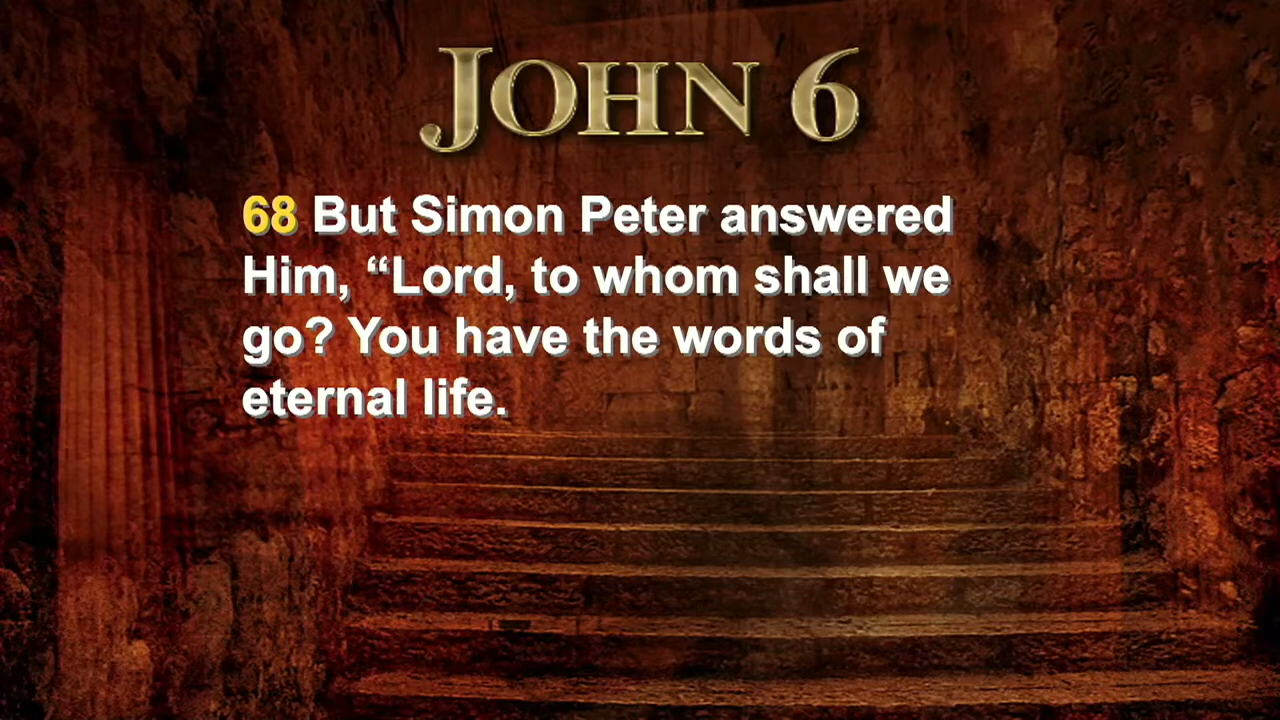 JOHN 6
68 But Simon Peter answered
Him, “Lord, to whom shall we
go? You have the words of
eternal life.